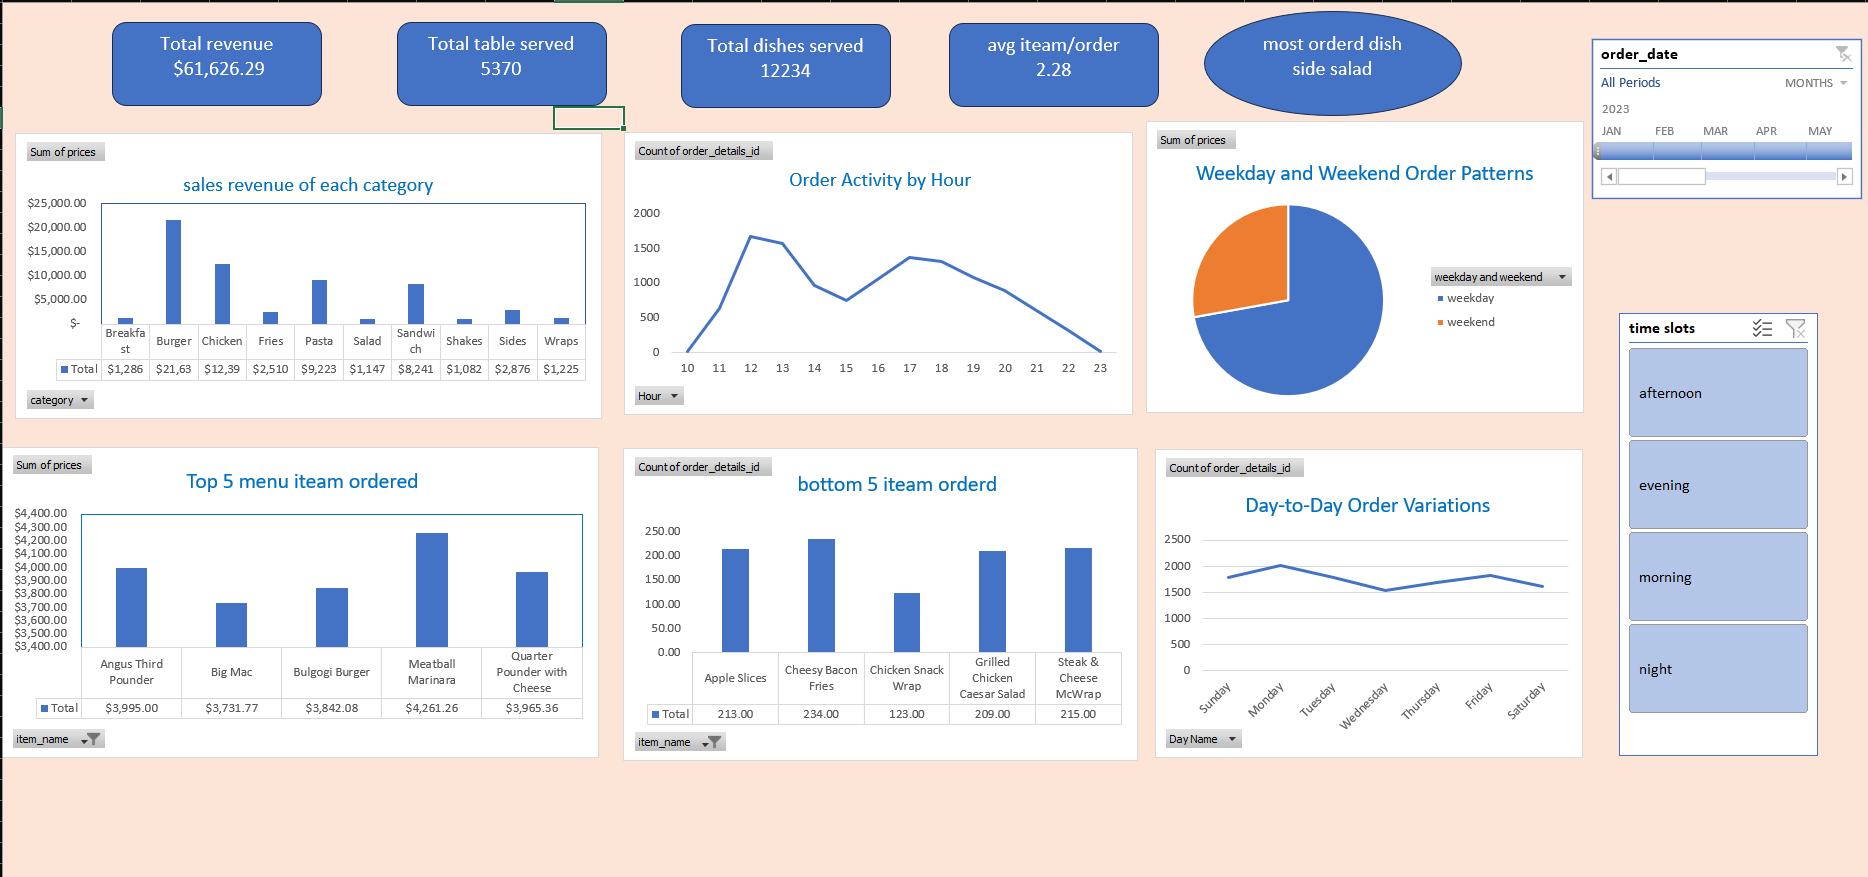 Total revenue
$61,626.29
Total table served
5370
Total dishes served
12234
avg iteam/order
2.28
most orderd dish
side salad
order_date
All Periods
MONTHS
2023
JAN FEB MAR APR MAY
Sum of prices
sales revenue of each category
$25,000.00
$20,000.00
$15,000.00
$10,000.00
$5,000.00
$-
Breakfa
st
Burger
Chicken
Fries
Pasta
Salad
Sandwi
ch
Shakes
Sides
Wraps
Total $1,286 $21,63 $12,39 $2,510 $9,223 $1,147 $8,241 $1,082 $2,876 $1,225
category
Count of order_details_id
Order Activity by Hour
2000
1500
1000
500
0
10 11 12 13 14 15 16 17 18 19 20 21 22 23
Hour
Sum of prices
Weekday and Weekend Order Patterns
weekday and weekend
weekday
weekend
time slots
afternoon
evening
morning
night
Sum of prices
Top 5 menu iteam ordered
$4,400.00
$4,300.00
$4,200.00
$4,100.00
$4,000.00
$3,900.00
$3,800.00
$3,700.00
$3,600.00
$3,500.00
$3,400.00
Angus Third
Pounder
Big Mac
Bulgogi Burger
Meatball
Marinara
Quarter
Pounder with
Cheese
Total $3,995.00 $3,731.77 $3,842.08 $4,261.26 $3,965.36
item_name
Count of order_details_id
bottom 5 iteam orderd
250.00
200.00
150.00
100.00
50.00
0.00
Apple Slices
Cheesy Bacon
Fries
Chicken Snack
Wrap
Grilled
Chicken
Caesar Salad
Steak &
Cheese
McWrap
Total 213.00 234.00 123.00 209.00 215.00
item_name
Count of order_details_id
Day-to-Day Order Variations
2500
2000
1500
1000
500
0
Sunday
Monday
Tuesday
Wednesday
Thursday
Friday
Saturday
Day Name